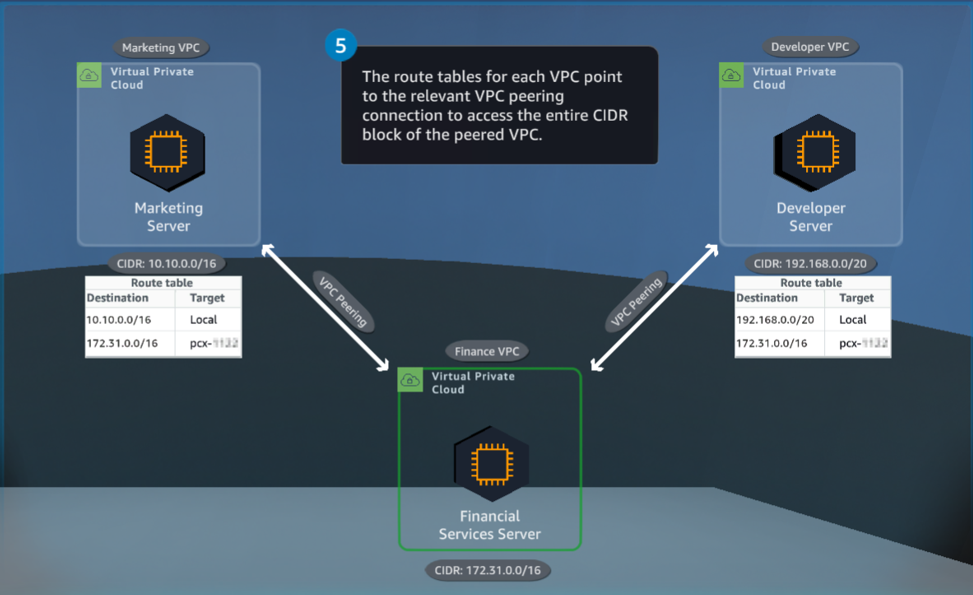 Marketing VPC
Virtual Private
Cloud
Marketing
Server
CIDR: 10.10.0.0/16
Route table
Destination Target
10.10.0.0/16 Local
172.31.0.0/16 pcx-
5
The route tables for each VPC point
to the relevant VPC peering
connection to access the entire CIDR
block of the peered VPC.
Developer VPC
Virtual Private
Cloud
Developer
Server
CIDR: 192.168.0.0/20
Route table
Destination Target
192.168.0.0/20 Local
172.31.0.0/16 pcx-
VPC Peering
VPC Peering
Finance VPC
Virtual Private
Cloud
Financial
Services Server
CIDR: 172.31.0.0/16